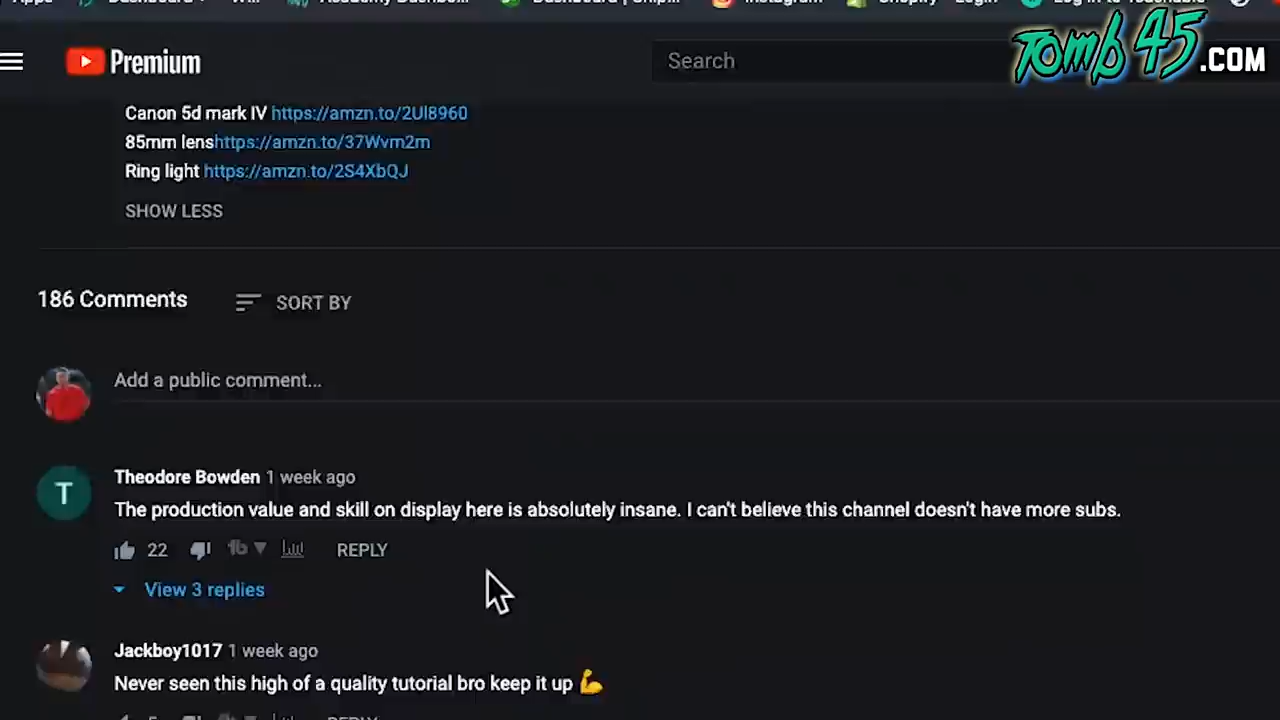 Tomb 45.COM
Premium
Search
Canon 5d mark IV https://amzn.to/2Ul8960
85mm lenshttps://amzn.to/37Wvm2m
Ring light https://amzn.to/2S4XbQJ
SHOW LESS
186 Comments
SORT BY
Add a public comment...
T
Theodore Bowden 1 week ago
The production value and skill on display here is absolutely insane. I can't believe this channel doesn't have more subs.
22
REPLY
View 3 replies
Jackboy1017 1 week ago
Never seen this high of a quality tutorial bro keep it up 💪